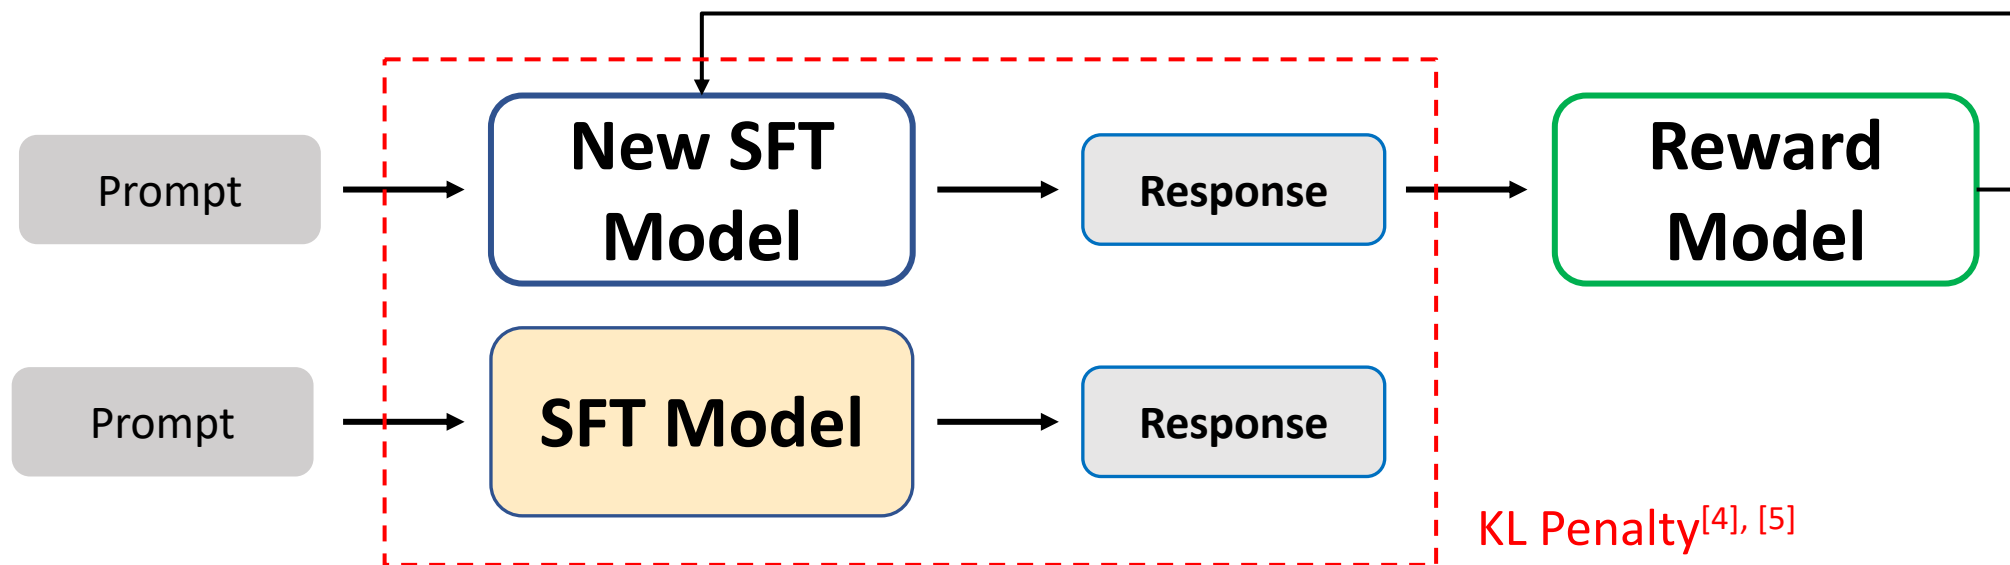 Prompt
New SFT
Model
Response
Reward
Model
Prompt
SFT Model
Response
KL Penalty[4], [5]